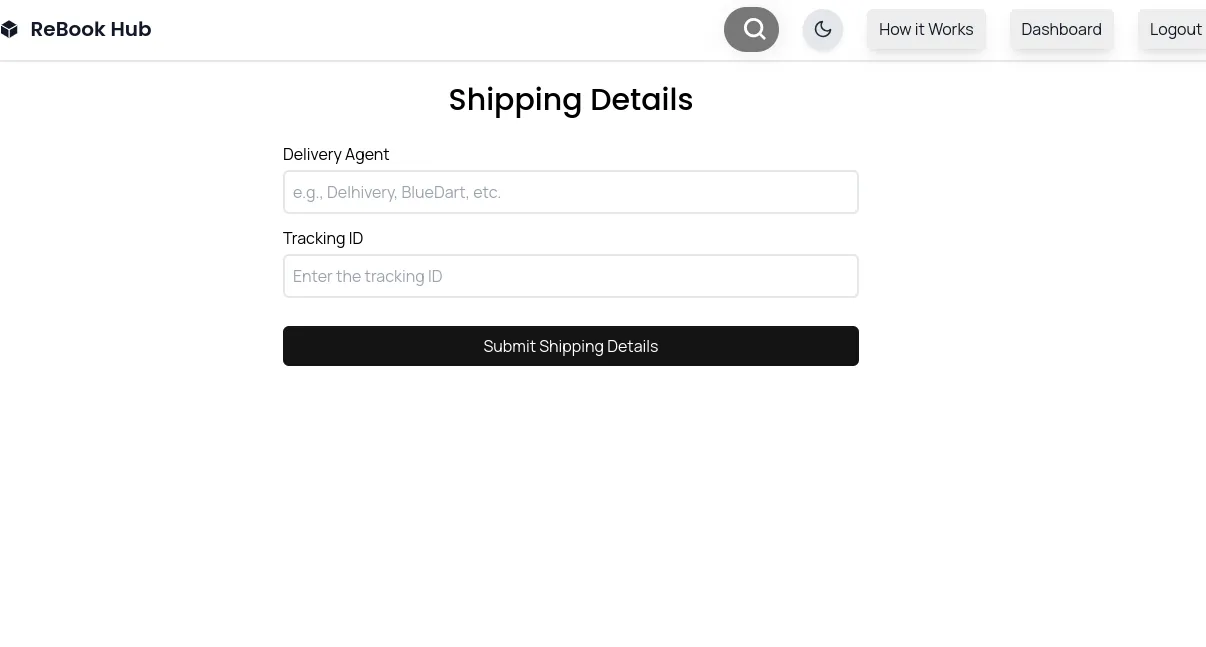 ReBook Hub
How it Works
Dashboard
Logout
Shipping Details
Delivery Agent
e.g., Delhivery, BlueDart, etc.
Tracking ID
Enter the tracking ID
Submit Shipping Details